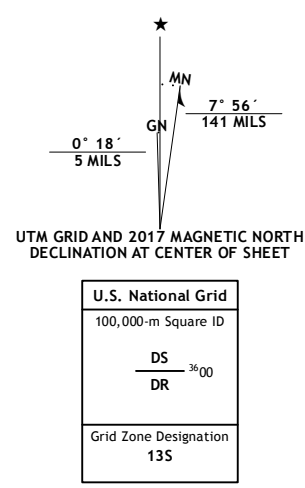 ★
MN
7° 56´
141 MILS
GN
0° 18´
5 MILS
UTM GRID AND 2017 MAGNETIC NORTH
DECLINATION AT CENTER OF SHEET
U.S. National Grid
100,000-m Square ID
DS
³⁶00
DR
Grid Zone Designation
13S